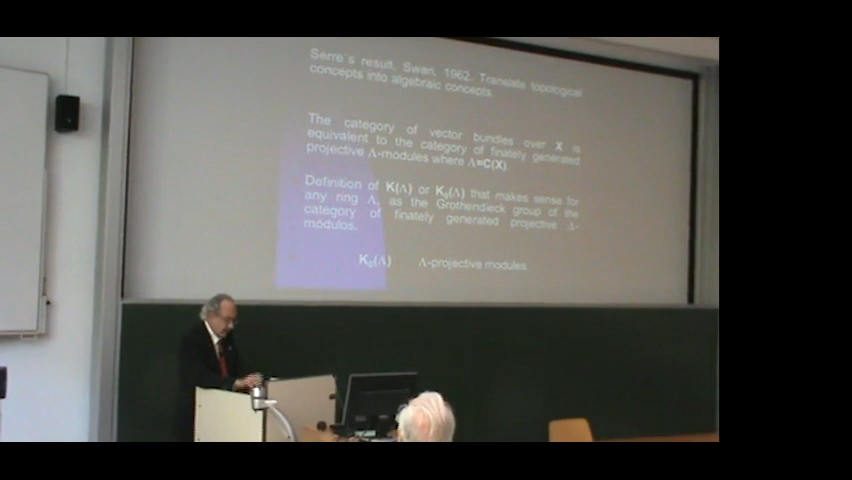 Serre´s result, Swan, 1962. Translate topological
concepts into algebraic concepts.
The category of vector bundles over X is
equivalent to the category of finately generated
projective Λ-modules where Λ=C(X).
Definition of K(Λ) or K₀(Λ) that makes sense for
any ring Λ, as the Grothendieck group of the
category of finately generated projective Λ-
módulos.
K₀(Λ) Λ-projective modules.